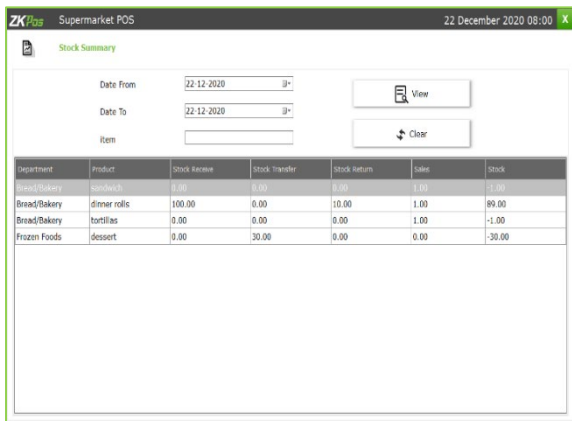 ZKPos Supermarket POS 22 December 2020 08:00 X
Stock Summary
Date From 22-12-2020 View
Date To 22-12-2020
item Clear
Department Product Stock Receive Stock Transfer Stock Return Sales Stock
Bread/Bakery sandwich 0.00 0.00 0.00 1.00 -1.00
Bread/Bakery dinner rolls 100.00 0.00 10.00 1.00 89.00
Bread/Bakery tortillas 0.00 0.00 0.00 1.00 -1.00
Frozen Foods dessert 0.00 30.00 0.00 0.00 -30.00